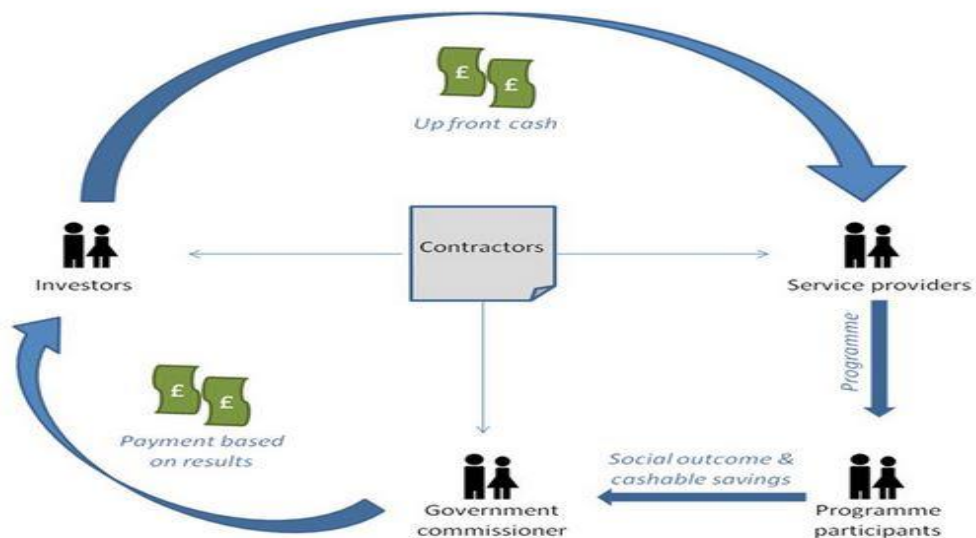 £
£
Up front cash
Contractors
Investors
Service providers
Programme
£
£
Payment based
on results
Social outcome &
cashable savings
Government
commissioner
Programme
participants